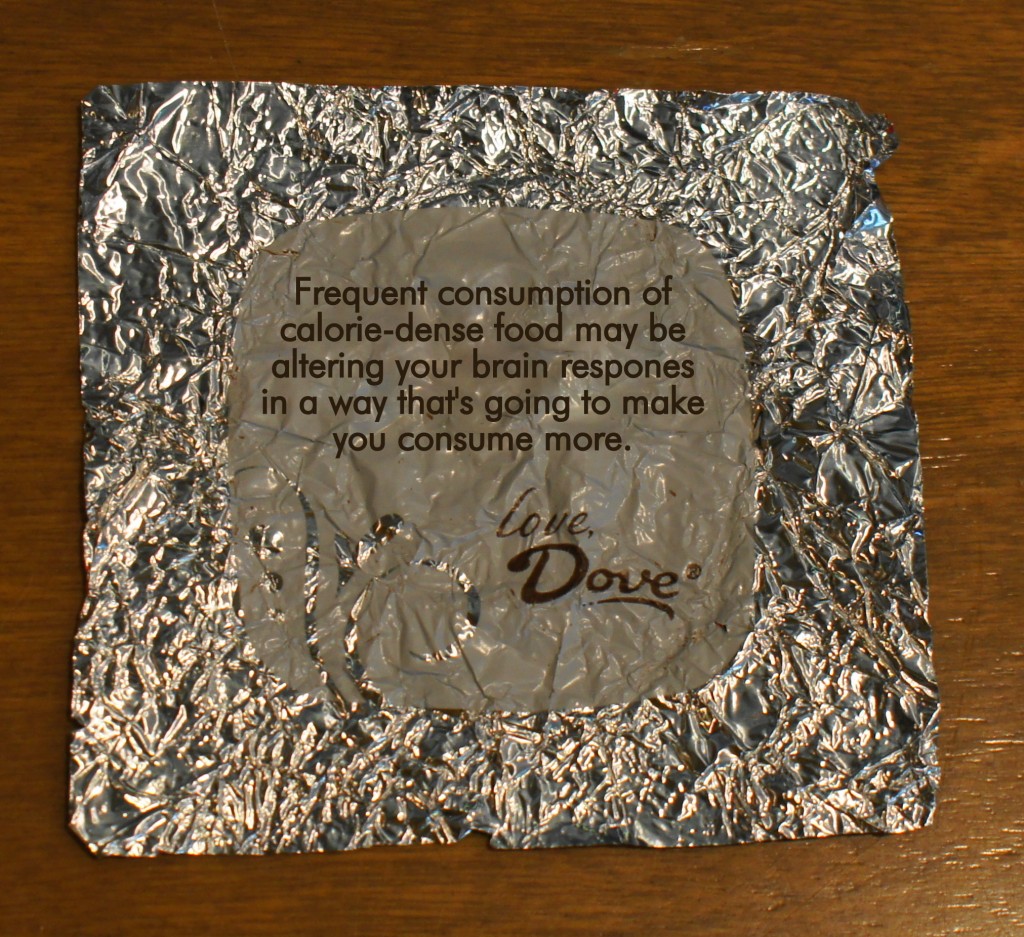 Frequent consumption of
calorie-dense food may be
altering your brain respones
in a way that's going to make
you consume more.
Love,
Dove®